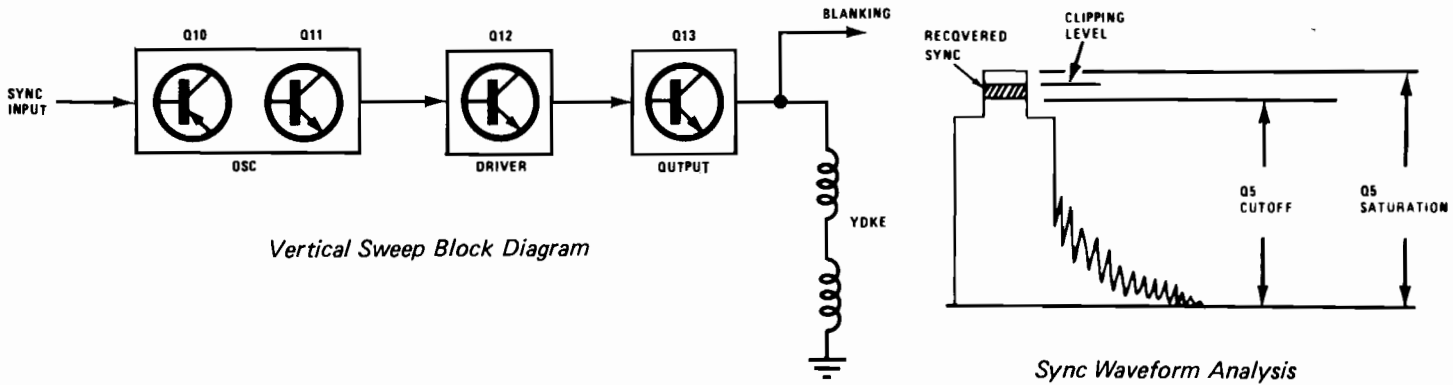 Q10
Q11
Q12
Q13
BLANKING
SYNC
INPUT
OSC
DRIVER
OUTPUT
YOKE
Vertical Sweep Block Diagram
RECOVERED
SYNC
CLIPPING
LEVEL
Q5
CUTOFF
Q5
SATURATION
Sync Waveform Analysis